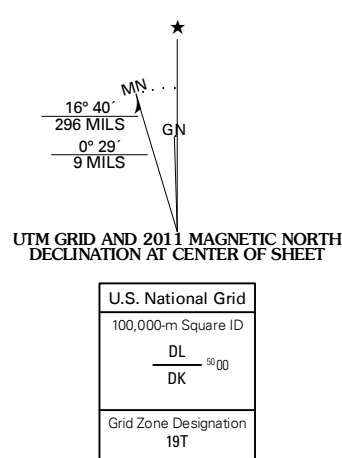 ★
MN
16° 40´
296 MILS
GN
0° 29´
9 MILS
UTM GRID AND 2011 MAGNETIC NORTH
DECLINATION AT CENTER OF SHEET
U.S. National Grid
100,000-m Square ID
DL
5000
DK
Grid Zone Designation
19T